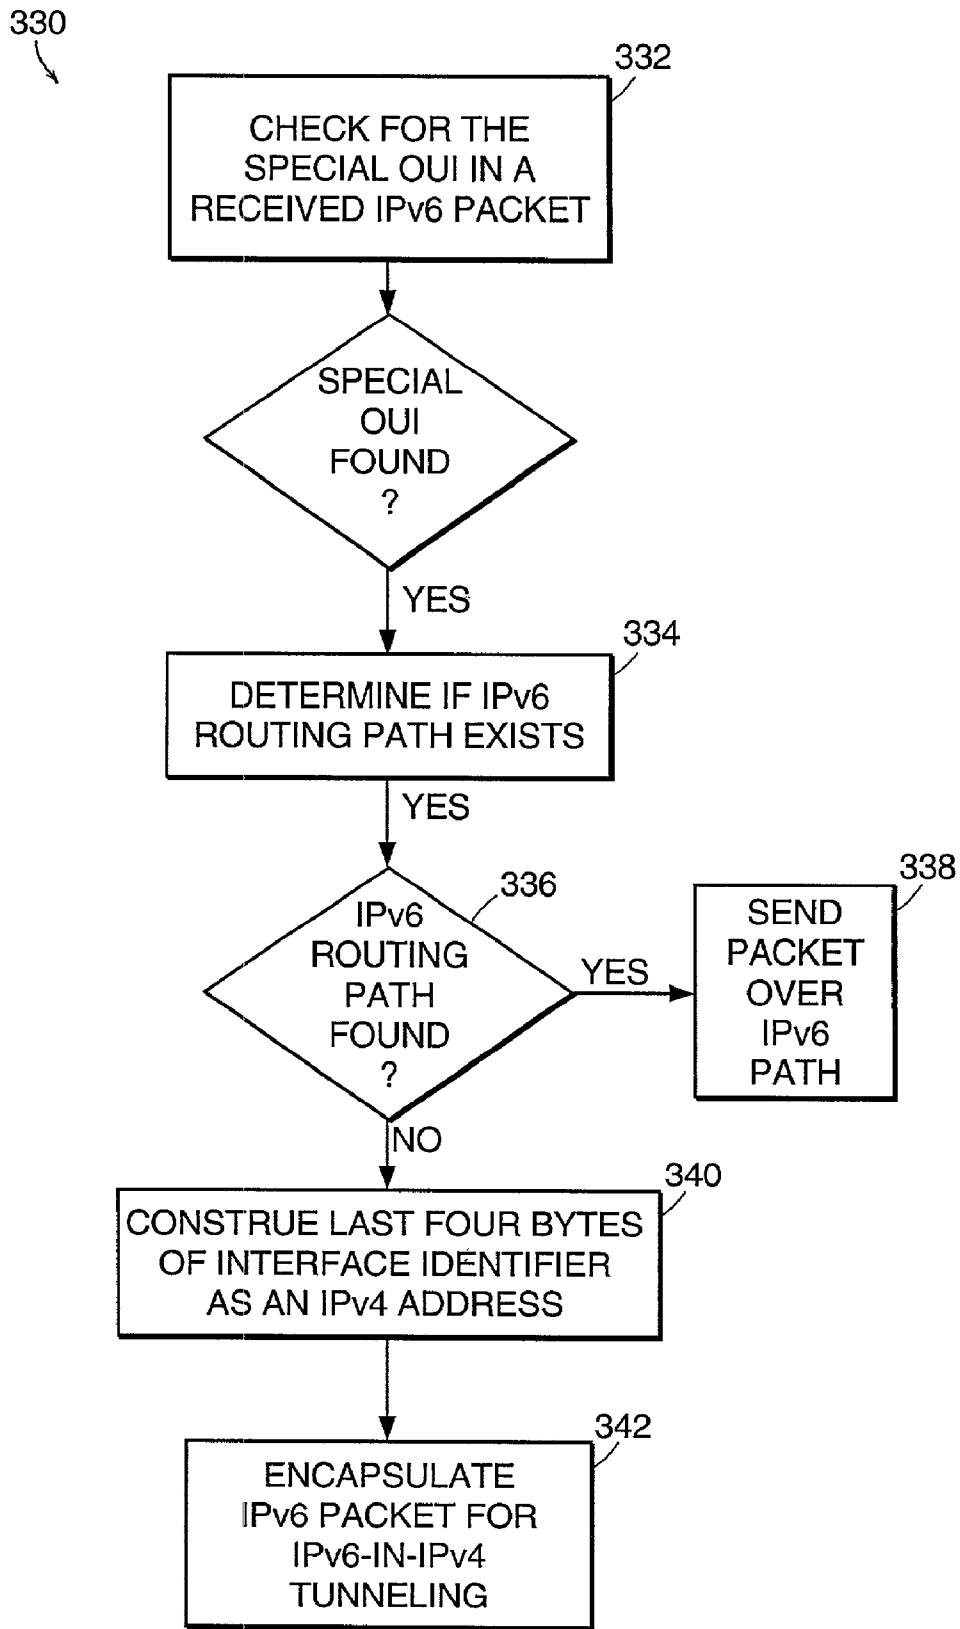 330
332
CHECK FOR THE
SPECIAL OUI IN A
RECEIVED IPv6 PACKET
SPECIAL
OUI
FOUND
?
YES
334
DETERMINE IF IPv6
ROUTING PATH EXISTS
YES
336
IPv6
ROUTING
PATH
FOUND
?
YES
338
SEND
PACKET
OVER
IPv6
PATH
NO
340
CONSTRUE LAST FOUR BYTES
OF INTERFACE IDENTIFIER
AS AN IPv4 ADDRESS
342
ENCAPSULATE
IPv6 PACKET FOR
IPv6-IN-IPv4
TUNNELING